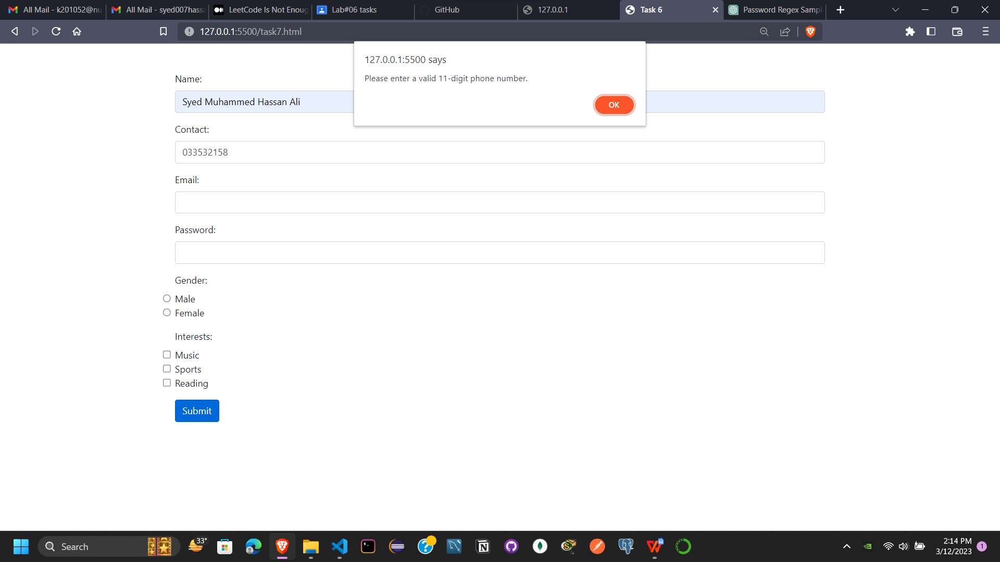 All Mail - k201052@nu
All Mail - syed007hassa
LeetCode Is Not Enoug
Lab#06 tasks
GitHub
127.0.0.1
Task 6
Password Regex Sampl
127.0.0.1:5500/task7.html
127.0.0.1:5500 says
Please enter a valid 11-digit phone number.
OK
Name:
Syed Muhammed Hassan Ali
Contact:
033532158
Email:
Password:
Gender:
Male
Female
Interests:
Music
Sports
Reading
Submit
Search
33°
2:14 PM
3/12/2023
1